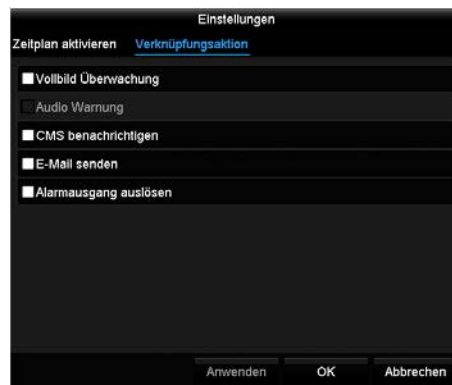 Einstellungen
Zeitplan aktivieren Verknüpfungsaktion
Vollbild Überwachung
Audio Warnung
CMS benachrichtigen
E-Mail senden
Alarmausgang auslösen
Anwenden OK Abbrechen